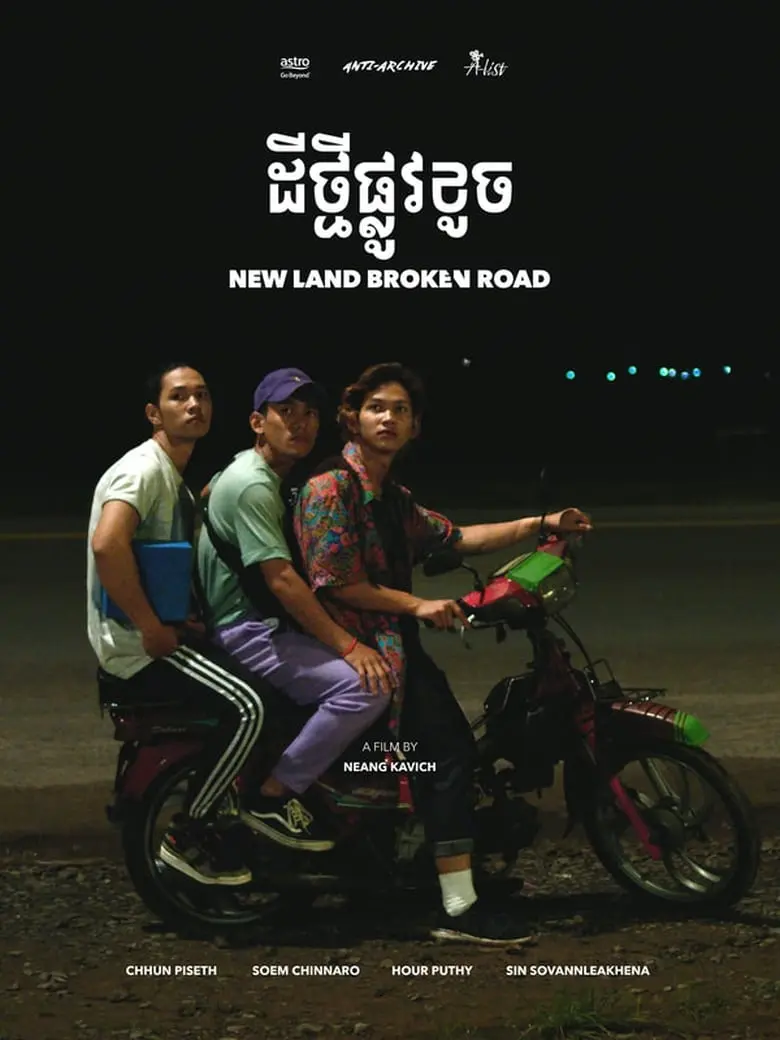 astro ANTI-ARCHIVE A-list
Go Beyond
ដីថ្មីផ្លូវខូច
NEW LAND BROKEN ROAD
A FILM BY
NEANG KAVICH
CHHUN PISETH SOEM CHINNARO HOUR PUTHY SIN SOVANNLEAKHENA